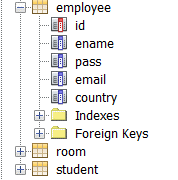 employee
id
ename
pass
email
country
Indexes
Foreign Keys
room
student